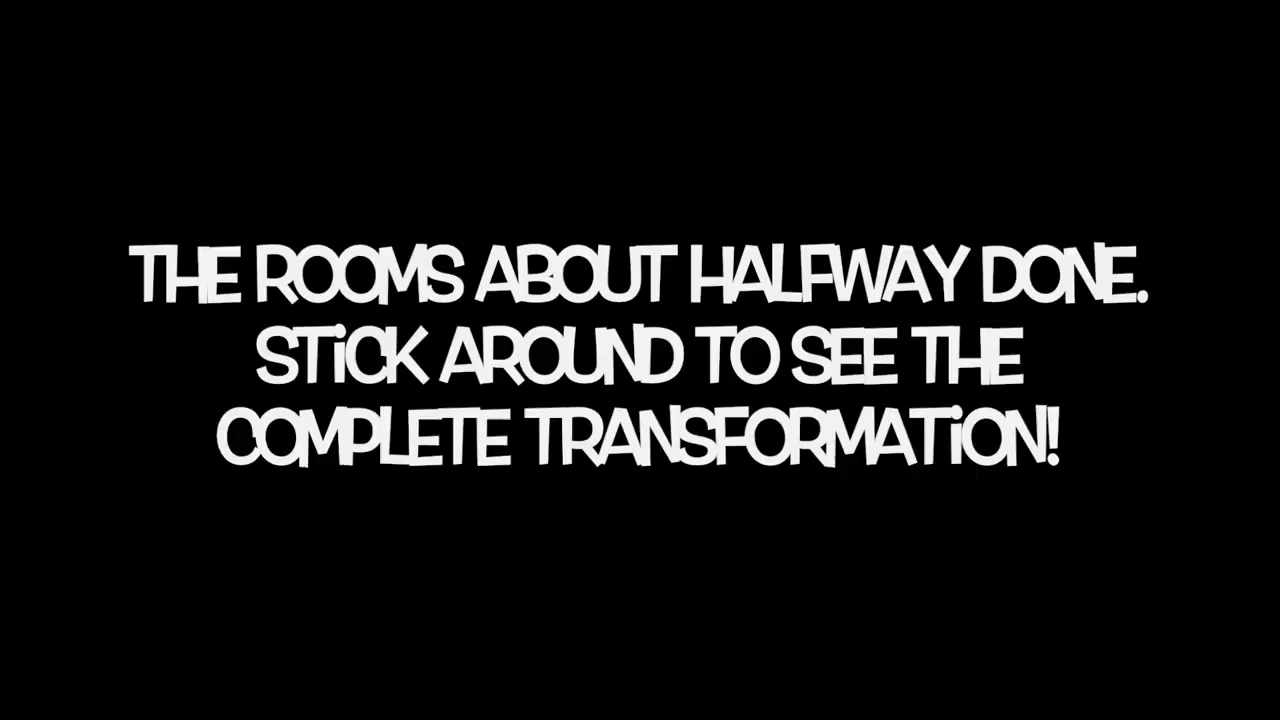 THE ROOMS ABOUT HALFWAY DONE.
STiCK AROUND TO SEE THE
COMPLETE TRANSFORMATiON!